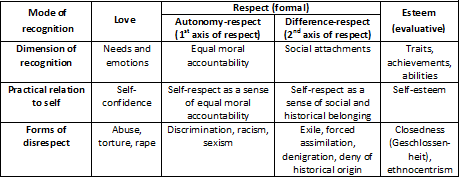 Mode of recognition
Love
Respect (formal)
Esteem (evaluative)
Autonomy-respect (1st axis of respect)
Difference-respect (2nd axis of respect)
Dimension of recognition
Needs and emotions
Equal moral accountability
Social attachments
Traits, achievements, abilities
Practical relation to self
Self-confidence
Self-respect as a sense of equal moral accountability
Self-respect as a sense of social and historical belonging
Self-esteem
Forms of disrespect
Abuse, torture, rape
Discrimination, racism, sexism
Exile, forced assimilation, denigration, deny of historical origin
Closedness (Geschlossen-heit), ethnocentrism